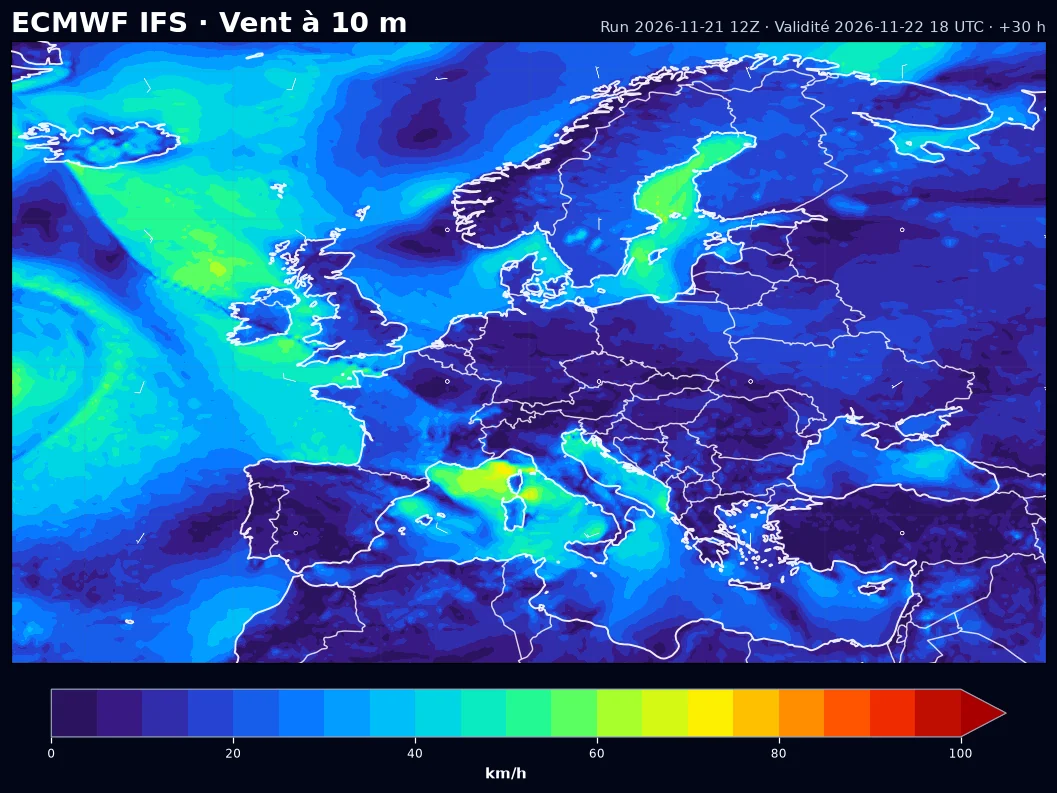 ECMWF IFS · Vent à 10 m
Run 2026-11-21 12Z · Validité 2026-11-22 18 UTC · +30 h
0 20 40 60 80 100
km/h